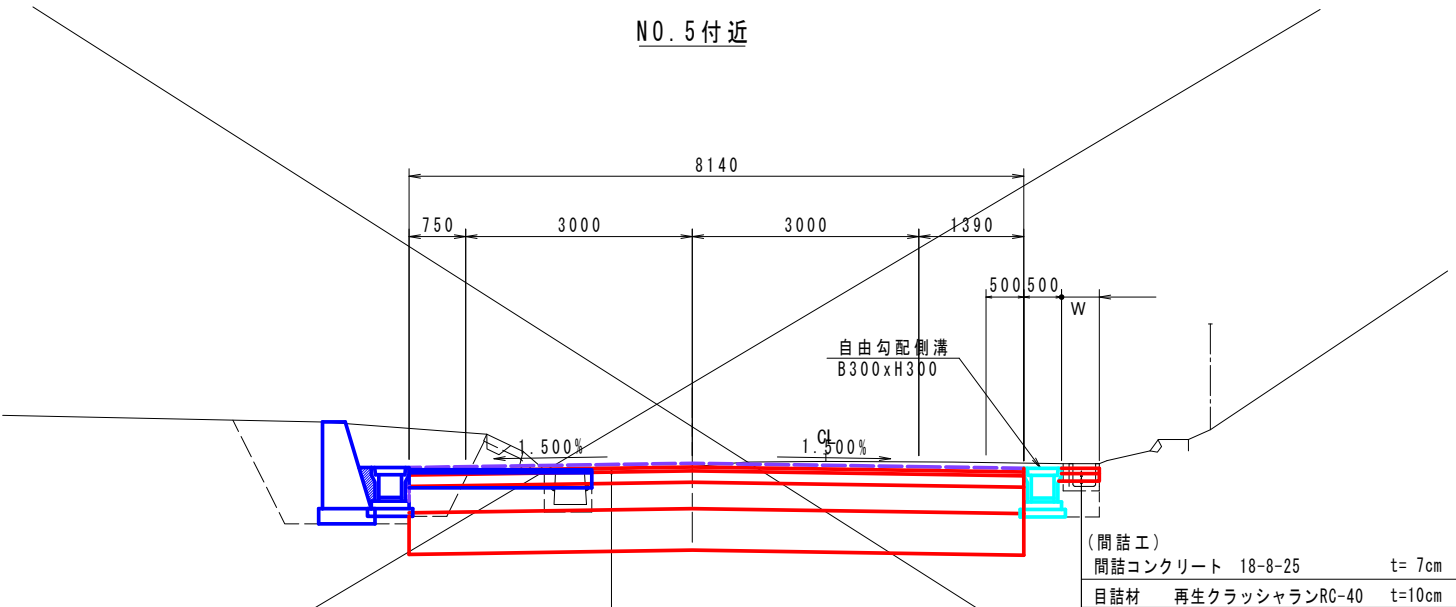 NO.5付近
8140
750 3000 3000 1390
500 500
W
自由勾配側溝
B300xH300
CL
1.500% 1.500%
(間詰工)
間詰コンクリート 18-8-25 t= 7cm
目詰材 再生クラッシャランRC-40 t=10cm